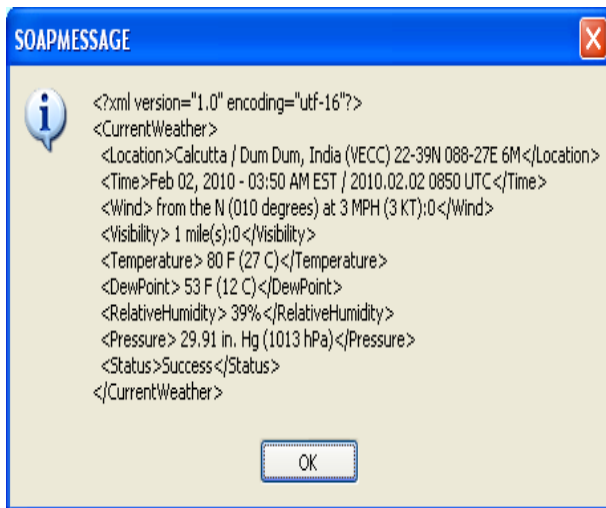 SOAPMESSAGE
<?xml version="1.0" encoding="utf-16"?>
<CurrentWeather>
<Location>Calcutta / Dum Dum, India (VECC) 22-39N 088-27E 6M</Location>
<Time>Feb 02, 2010 - 03:50 AM EST / 2010.02.02 0850 UTC</Time>
<Wind> from the N (010 degrees) at 3 MPH (3 KT):0</Wind>
<Visibility> 1 mile(s):0</Visibility>
<Temperature> 80 F (27 C)</Temperature>
<DewPoint> 53 F (12 C)</DewPoint>
<RelativeHumidity> 39%</RelativeHumidity>
<Pressure> 29.91 in. Hg (1013 hPa)</Pressure>
<Status>Success</Status>
</CurrentWeather>
OK